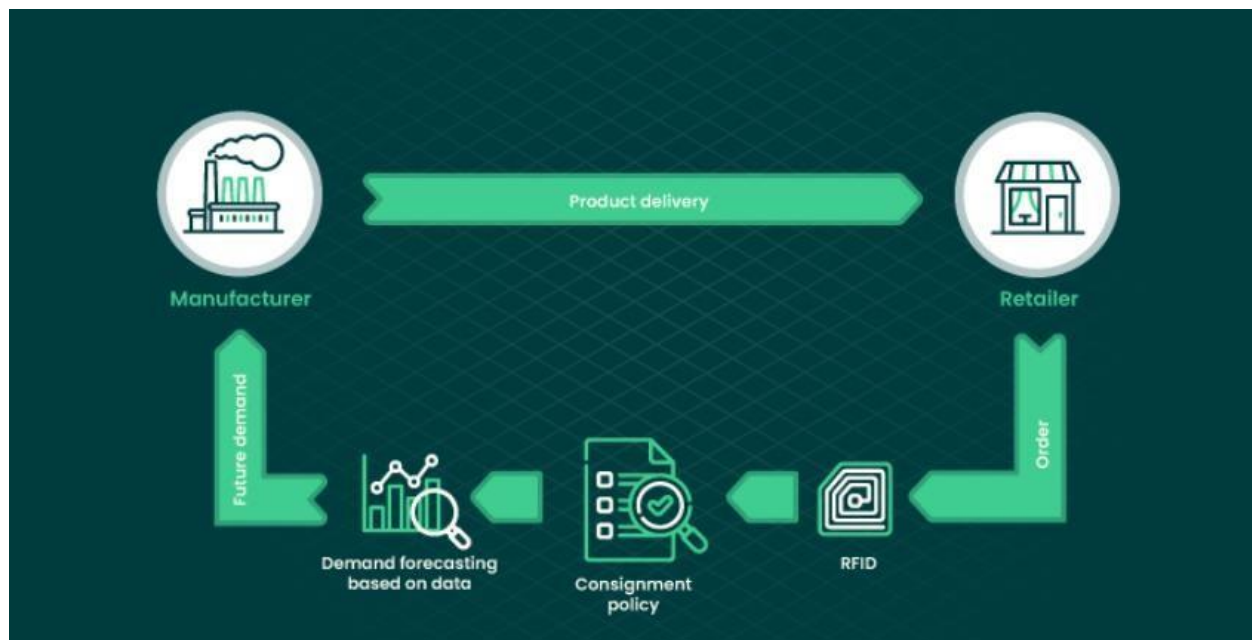 Product delivery
Manufacturer
Retailer
Future demand
Order
Demand forecasting
based on data
Consignment
policy
RFID